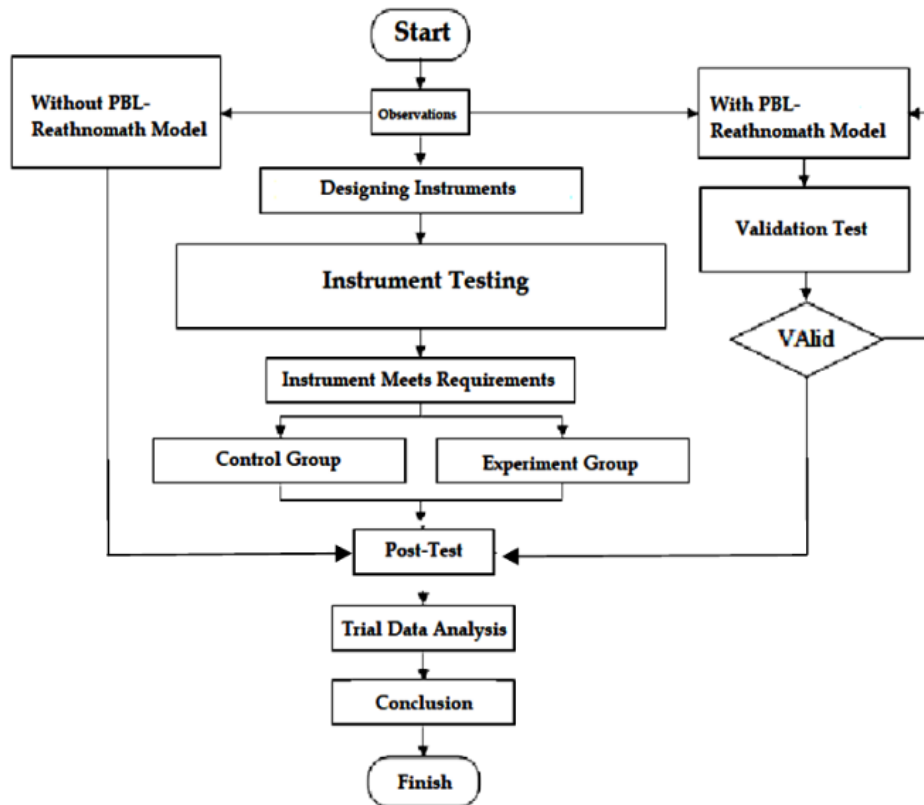 Start
Without PBL-
Reathnomath Model
Observations
With PBL-
Reathnomath Model
Designing Instruments
Validation Test
Instrument Testing
VAlid
Instrument Meets Requirements
Control Group
Experiment Group
Post-Test
Trial Data Analysis
Conclusion
Finish